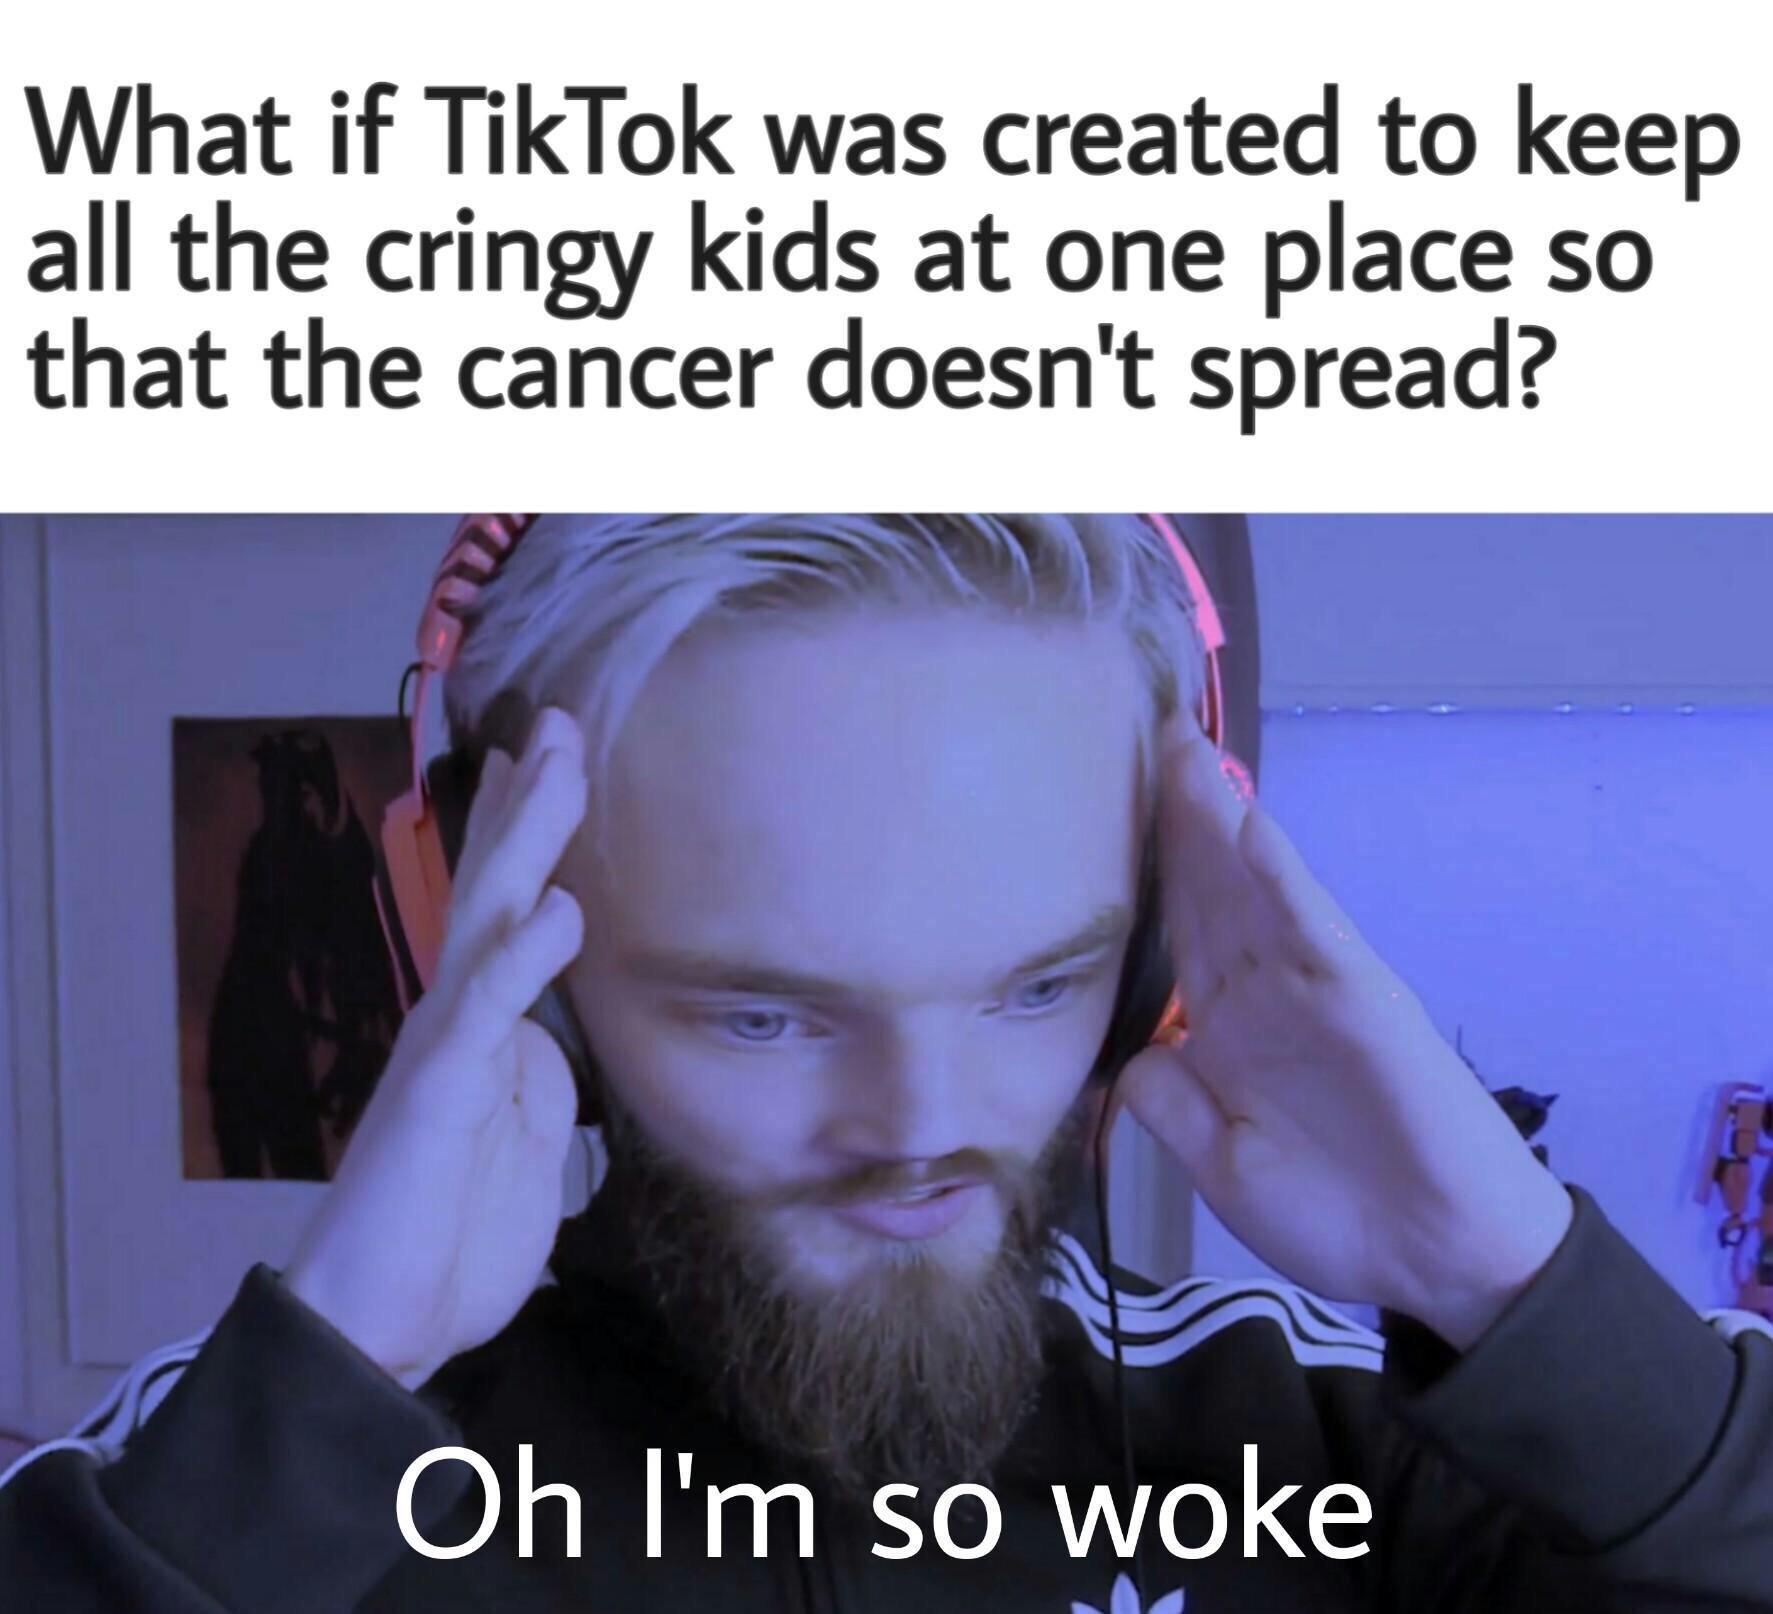 What if TikTok was created to keep
all the cringy kids at one place so
that the cancer doesn't spread?
Oh I'm so woke